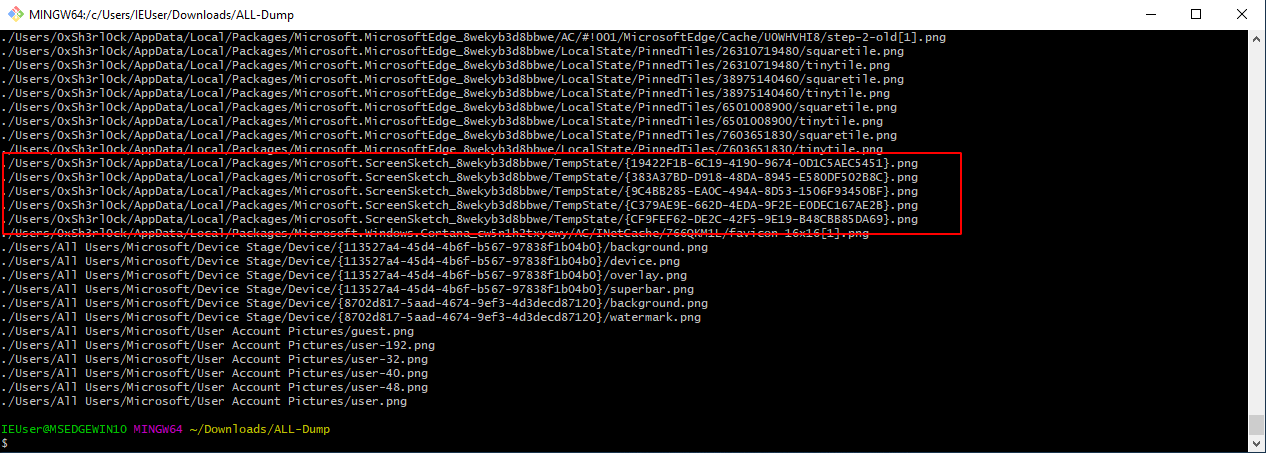 MINGW64:/c/Users/IEUser/Downloads/ALL-Dump
./Users/0xSh3rl0ck/AppData/Local/Packages/Microsoft.MicrosoftEdge_8wekyb3d8bbwe/AC/#!001/MicrosoftEdge/Cache/UOWHVHI8/step-2-old[1].png
./Users/0xSh3rl0ck/AppData/Local/Packages/Microsoft.MicrosoftEdge_8wekyb3d8bbwe/LocalState/PinnedTiles/26310719480/squaretile.png
./Users/0xSh3rl0ck/AppData/Local/Packages/Microsoft.MicrosoftEdge_8wekyb3d8bbwe/LocalState/PinnedTiles/26310719480/tinytile.png
./Users/0xSh3rl0ck/AppData/Local/Packages/Microsoft.MicrosoftEdge_8wekyb3d8bbwe/LocalState/PinnedTiles/38975140460/squaretile.png
./Users/0xSh3rl0ck/AppData/Local/Packages/Microsoft.MicrosoftEdge_8wekyb3d8bbwe/LocalState/PinnedTiles/38975140460/tinytile.png
./Users/0xSh3rl0ck/AppData/Local/Packages/Microsoft.MicrosoftEdge_8wekyb3d8bbwe/LocalState/PinnedTiles/6501008900/squaretile.png
./Users/0xSh3rl0ck/AppData/Local/Packages/Microsoft.MicrosoftEdge_8wekyb3d8bbwe/LocalState/PinnedTiles/6501008900/tinytile.png
./Users/0xSh3rl0ck/AppData/Local/Packages/Microsoft.MicrosoftEdge_8wekyb3d8bbwe/LocalState/PinnedTiles/7603651830/squaretile.png
./Users/0xSh3rl0ck/AppData/Local/Packages/Microsoft.MicrosoftEdge_8wekyb3d8bbwe/LocalState/PinnedTiles/7603651830/tinytile.png
./Users/0xSh3rl0ck/AppData/Local/Packages/Microsoft.ScreenSketch_8wekyb3d8bbwe/TempState/{19422F1B-6C19-4190-9674-0D1C5AEC5451}.png
./Users/0xSh3rl0ck/AppData/Local/Packages/Microsoft.ScreenSketch_8wekyb3d8bbwe/TempState/{383A37BD-D918-48DA-8945-E580DF502B8C}.png
./Users/0xSh3rl0ck/AppData/Local/Packages/Microsoft.ScreenSketch_8wekyb3d8bbwe/TempState/{9C4BB285-EA0C-494A-8D53-1506F93450BF}.png
./Users/0xSh3rl0ck/AppData/Local/Packages/Microsoft.ScreenSketch_8wekyb3d8bbwe/TempState/{C379AE9E-662D-4EDA-9F2E-E0DEC167AE2B}.png
./Users/0xSh3rl0ck/AppData/Local/Packages/Microsoft.ScreenSketch_8wekyb3d8bbwe/TempState/{CF9FEF62-DE2C-42F5-9E19-B48CBB85DA69}.png
./Users/0xSh3rl0ck/AppData/Local/Packages/Microsoft.Windows.Cortana_cw5n1h2txyewy/AC/INetCache/766QKM1L/favicon-16x16[1].png
./Users/All Users/Microsoft/Device Stage/Device/{113527a4-45d4-4b6f-b567-97838f1b04b0}/background.png
./Users/All Users/Microsoft/Device Stage/Device/{113527a4-45d4-4b6f-b567-97838f1b04b0}/device.png
./Users/All Users/Microsoft/Device Stage/Device/{113527a4-45d4-4b6f-b567-97838f1b04b0}/overlay.png
./Users/All Users/Microsoft/Device Stage/Device/{113527a4-45d4-4b6f-b567-97838f1b04b0}/superbar.png
./Users/All Users/Microsoft/Device Stage/Device/{8702d817-5aad-4674-9ef3-4d3decd87120}/background.png
./Users/All Users/Microsoft/Device Stage/Device/{8702d817-5aad-4674-9ef3-4d3decd87120}/watermark.png
./Users/All Users/Microsoft/User Account Pictures/guest.png
./Users/All Users/Microsoft/User Account Pictures/user-192.png
./Users/All Users/Microsoft/User Account Pictures/user-32.png
./Users/All Users/Microsoft/User Account Pictures/user-40.png
./Users/All Users/Microsoft/User Account Pictures/user-48.png
./Users/All Users/Microsoft/User Account Pictures/user.png
IEUser@MSEDGEWIN10 MINGW64 ~/Downloads/ALL-Dump
$